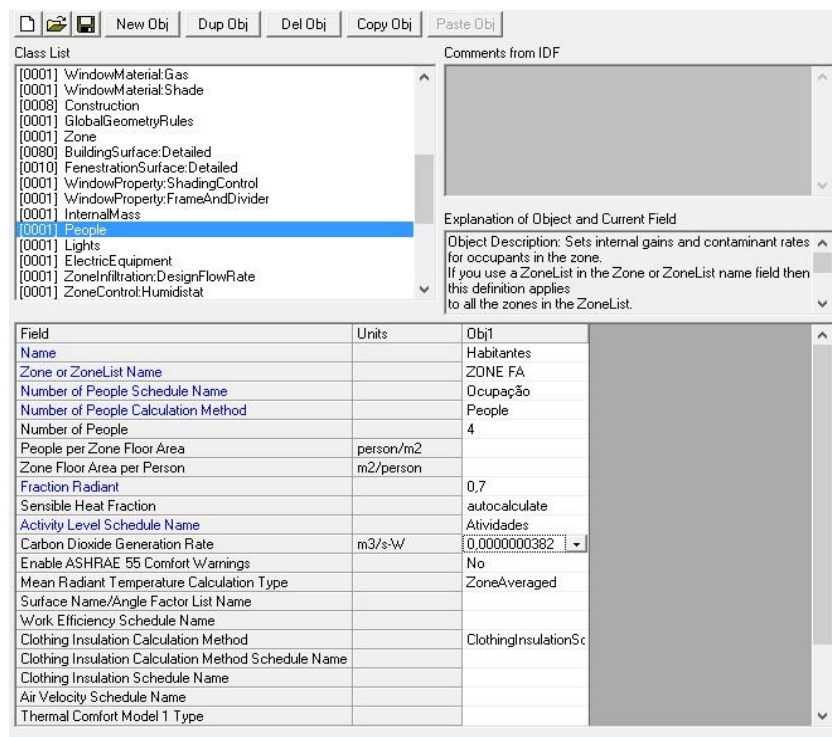 New Obj Dup Obj Del Obj Copy Obj Paste Obj
Class List
[0001] WindowMaterial:Gas
[0001] WindowMaterial:Shade
[0008] Construction
[0001] GlobalGeometryRules
[0001] Zone
[0080] BuildingSurface:Detailed
[0010] FenestrationSurface:Detailed
[0001] WindowProperty:ShadingControl
[0001] WindowProperty:FrameAndDivider
[0001] InternalMass
[0001] People
[0001] Lights
[0001] ElectricEquipment
[0001] ZoneInfiltration:DesignFlowRate
[0001] ZoneControl:Humidistat
Comments from IDF
Explanation of Object and Current Field
Object Description: Sets internal gains and contaminant rates
for occupants in the zone.
If you use a ZoneList in the Zone or ZoneList name field then
this definition applies
to all the zones in the ZoneList.
Field Units Obj1
Name Habitantes
Zone or ZoneList Name ZONE FA
Number of People Schedule Name Ocupação
Number of People Calculation Method People
Number of People 4
People per Zone Floor Area person/m2
Zone Floor Area per Person m2/person
Fraction Radiant 0,7
Sensible Heat Fraction autocalculate
Activity Level Schedule Name Atividades
Carbon Dioxide Generation Rate m3/s-W 0,0000000382
Enable ASHRAE 55 Comfort Warnings No
Mean Radiant Temperature Calculation Type ZoneAveraged
Surface Name/Angle Factor List Name
Work Efficiency Schedule Name
Clothing Insulation Calculation Method ClothingInsulationSc
Clothing Insulation Calculation Method Schedule Name
Clothing Insulation Schedule Name
Air Velocity Schedule Name
Thermal Comfort Model 1 Type